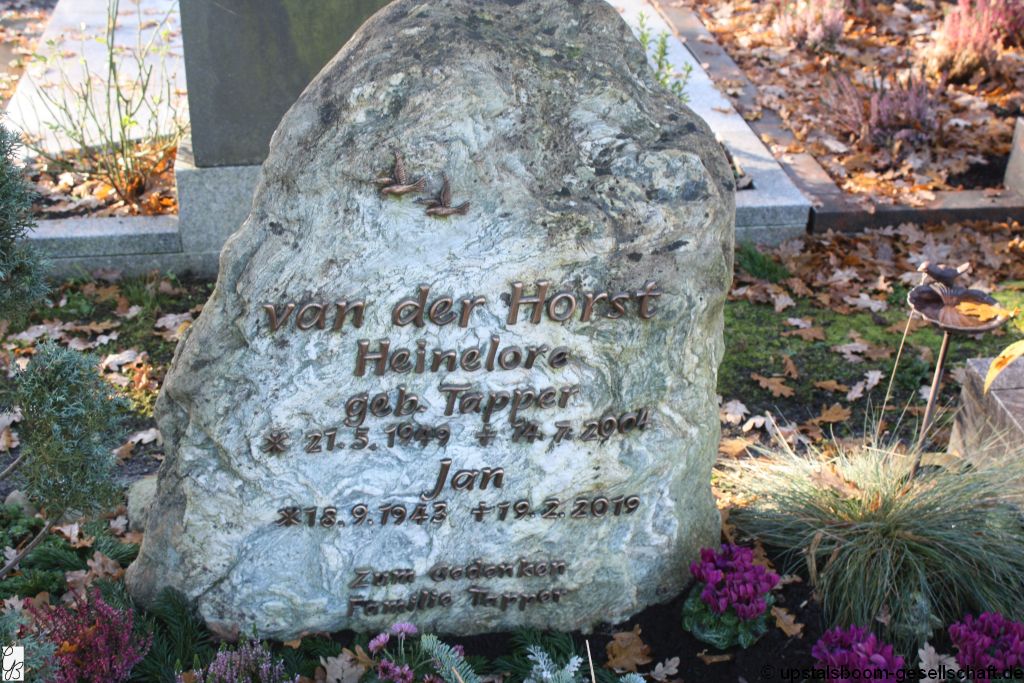 van der Horst
Heinelore
geb. Tapper
* 21.5.1949 + 14.7.2004
Jan
* 18.9.1943 + 19.2.2019
Zum Gedenken
Familie Tapper
© upstalsboom-gesellschaft.de